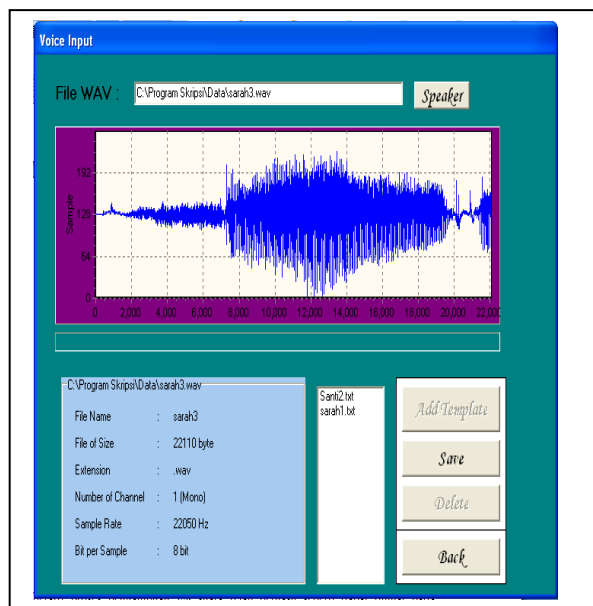 Voice Input
File WAV : C:\Program Skripsi\Data\sarah3.wav Speaker
Sample
192
128
64
0
0 2,000 4,000 6,000 8,000 10,000 12,000 14,000 16,000 18,000 20,000 22,000
C:\Program Skripsi\Data\sarah3.wav
File Name : sarah3
File of Size : 22110 byte
Extension : .wav
Number of Channel : 1 (Mono)
Sample Rate : 22050 Hz
Bit per Sample : 8 bit
Santi2.txt
sarah1.txt
Add Template
Save
Delete
Back